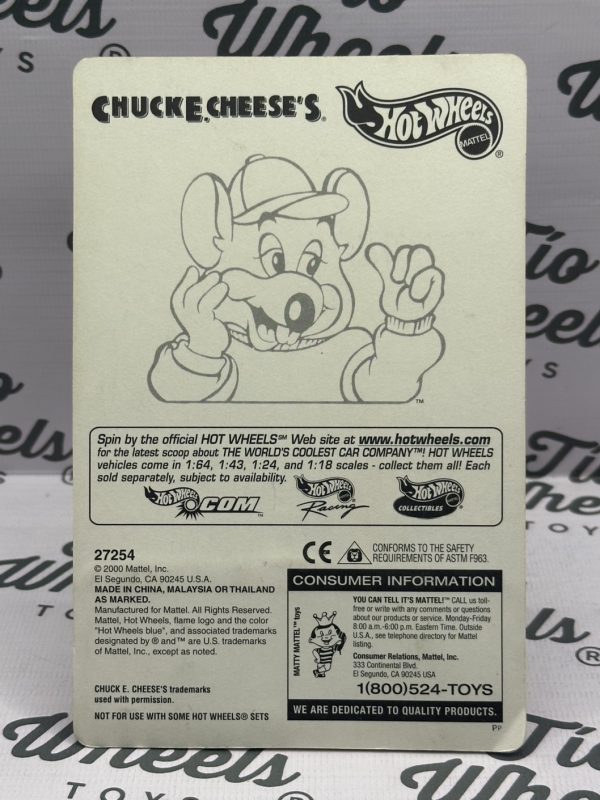 CHUCK E. CHEESE'S®
HOT WHEELS
MATTEL
®
™
Spin by the official HOT WHEELS℠ Web site at www.hotwheels.com
for the latest scoop about THE WORLD'S COOLEST CAR COMPANY™! HOT WHEELS
vehicles come in 1:64, 1:43, 1:24, and 1:18 scales - collect them all! Each
sold separately, subject to availability.
HOT WHEELS .COM™
HOT WHEELS Racing
HOT WHEELS COLLECTIBLES
27254
© 2000 Mattel, Inc.
El Segundo, CA 90245 U.S.A.
MADE IN CHINA, MALAYSIA OR THAILAND
AS MARKED.
Manufactured for Mattel. All Rights Reserved.
Mattel, Hot Wheels, flame logo and the color
"Hot Wheels blue", and associated trademarks
designated by ® and ™ are U.S. trademarks
of Mattel, Inc., except as noted.
CHUCK E. CHEESE'S trademarks
used with permission.
NOT FOR USE WITH SOME HOT WHEELS® SETS
CE
CONFORMS TO THE SAFETY
REQUIREMENTS OF ASTM F963.
CONSUMER INFORMATION
MATTY MATTEL™ toys
YOU CAN TELL IT'S MATTEL!™ CALL us toll-
free or write with any comments or questions
about our products or service. Monday-Friday
8:00 a.m.-6:00 p.m. Eastern Time. Outside
U.S.A., see telephone directory for Mattel
listing.
Consumer Relations, Mattel, Inc.
333 Continental Blvd.
El Segundo, CA 90245 USA
1(800)524-TOYS
WE ARE DEDICATED TO QUALITY PRODUCTS.
PP
Tío
Wheels
TOYS
®